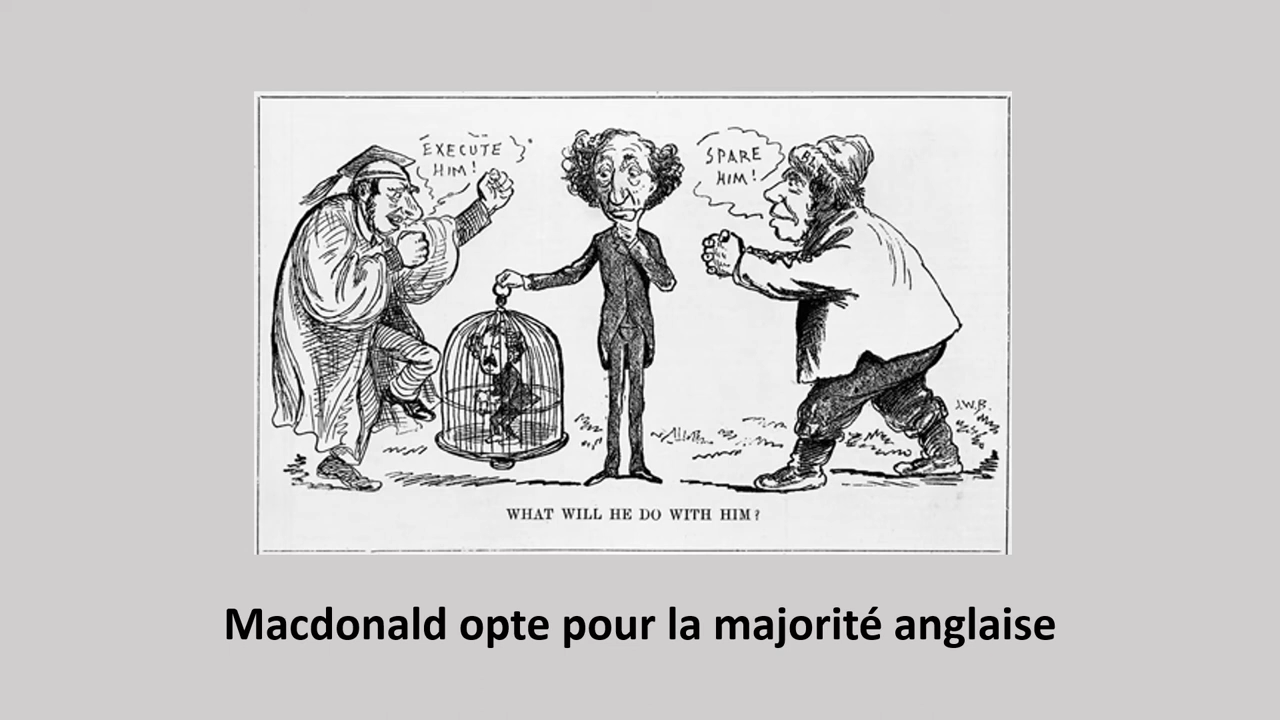 EXECUTE
HIM!
SPARE
HIM!
J.W.B.
WHAT WILL HE DO WITH HIM?
Macdonald opte pour la majorité anglaise